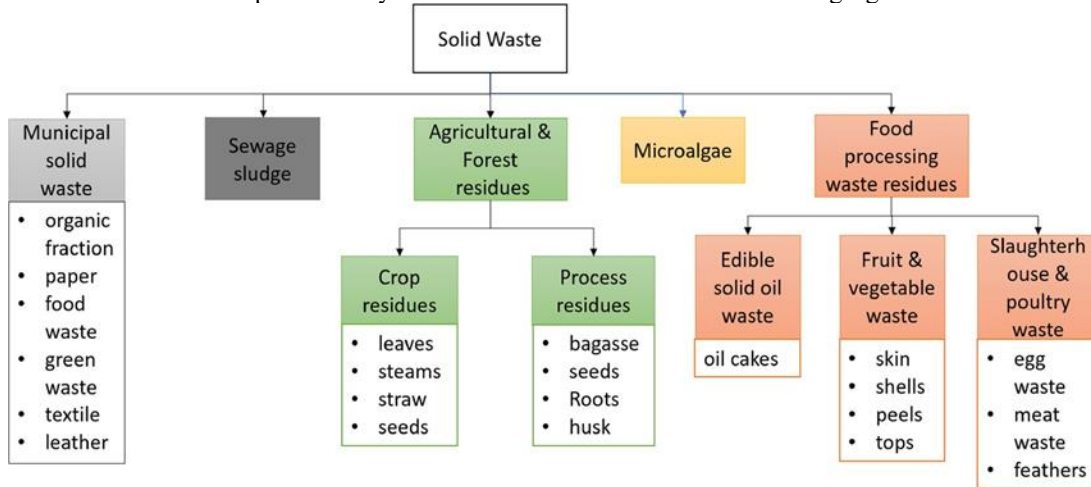 Solid Waste
Municipal
solid
waste
• organic
fraction
• paper
• food
waste
• green
waste
• textile
• leather
Sewage
sludge
Agricultural &
Forest
residues
Crop
residues
• leaves
• steams
• straw
• seeds
Process
residues
• bagasse
• seeds
• Roots
• husk
Microalgae
Food
processing
waste residues
Edible
solid oil
waste
oil cakes
Fruit &
vegetable
waste
• skin
• shells
• peels
• tops
Slaughterh
ouse &
poultry
waste
• egg
waste
• meat
waste
• feathers